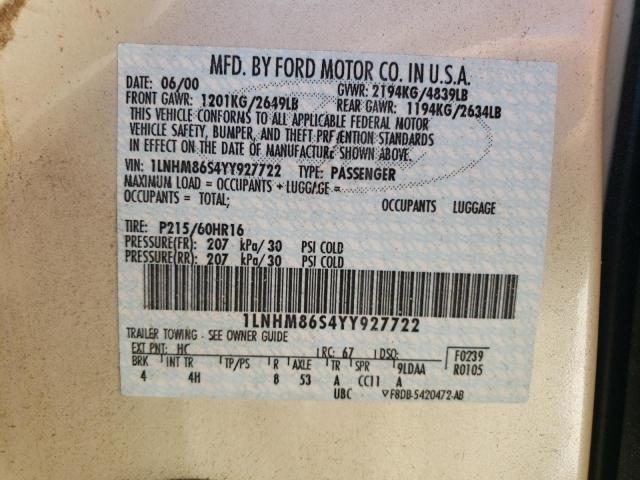 MFD. BY FORD MOTOR CO. IN U.S.A.
DATE: 06/00 GVWR: 2194KG/4839LB
FRONT GAWR: 1201KG/2649LB REAR GAWR: 1194KG/2634LB
THIS VEHICLE CONFORMS TO ALL APPLICABLE FEDERAL MOTOR
VEHICLE SAFETY, BUMPER, AND THEFT PREVENTION STANDARDS
IN EFFECT ON THE DATE OF MANUFACTURE SHOWN ABOVE.
VIN: 1LNHM86S4YY927722 TYPE: PASSENGER
MAXIMUM LOAD = OCCUPANTS + LUGGAGE =
OCCUPANTS = TOTAL; OCCUPANTS LUGGAGE
TIRE: P215/60HR16
PRESSURE(FR) 207 kPa/30 PSI COLD
PRESSURE(RR) 207 kPa/30 PSI COLD
1LNHM86S4YY927722
TRAILER TOWING - SEE OWNER GUIDE
EXT PNT: HC RC: 67 DSO: F0239
BRK INT TR TP/PS R AXLE TR SPR 9LDAA R0105
4 4H 8 53 A CC11 A
UBC ▽F8DB-5420472-AB